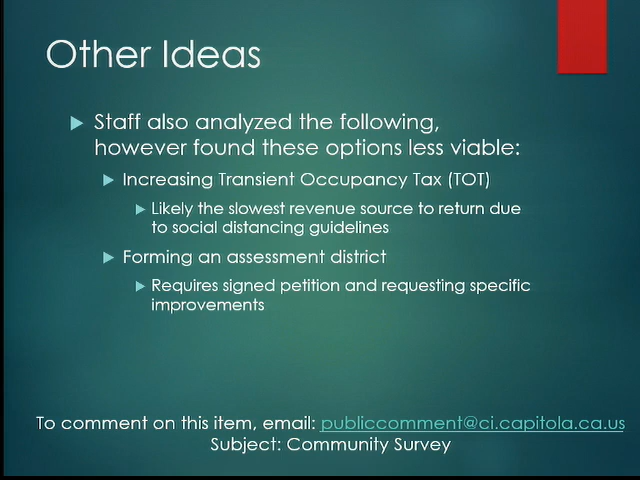 Other Ideas
Staff also analyzed the following,
however found these options less viable:
Increasing Transient Occupancy Tax (TOT)
Likely the slowest revenue source to return due
to social distancing guidelines
Forming an assessment district
Requires signed petition and requesting specific
improvements
To comment on this item, email: publiccomment@ci.capitola.ca.us
Subject: Community Survey